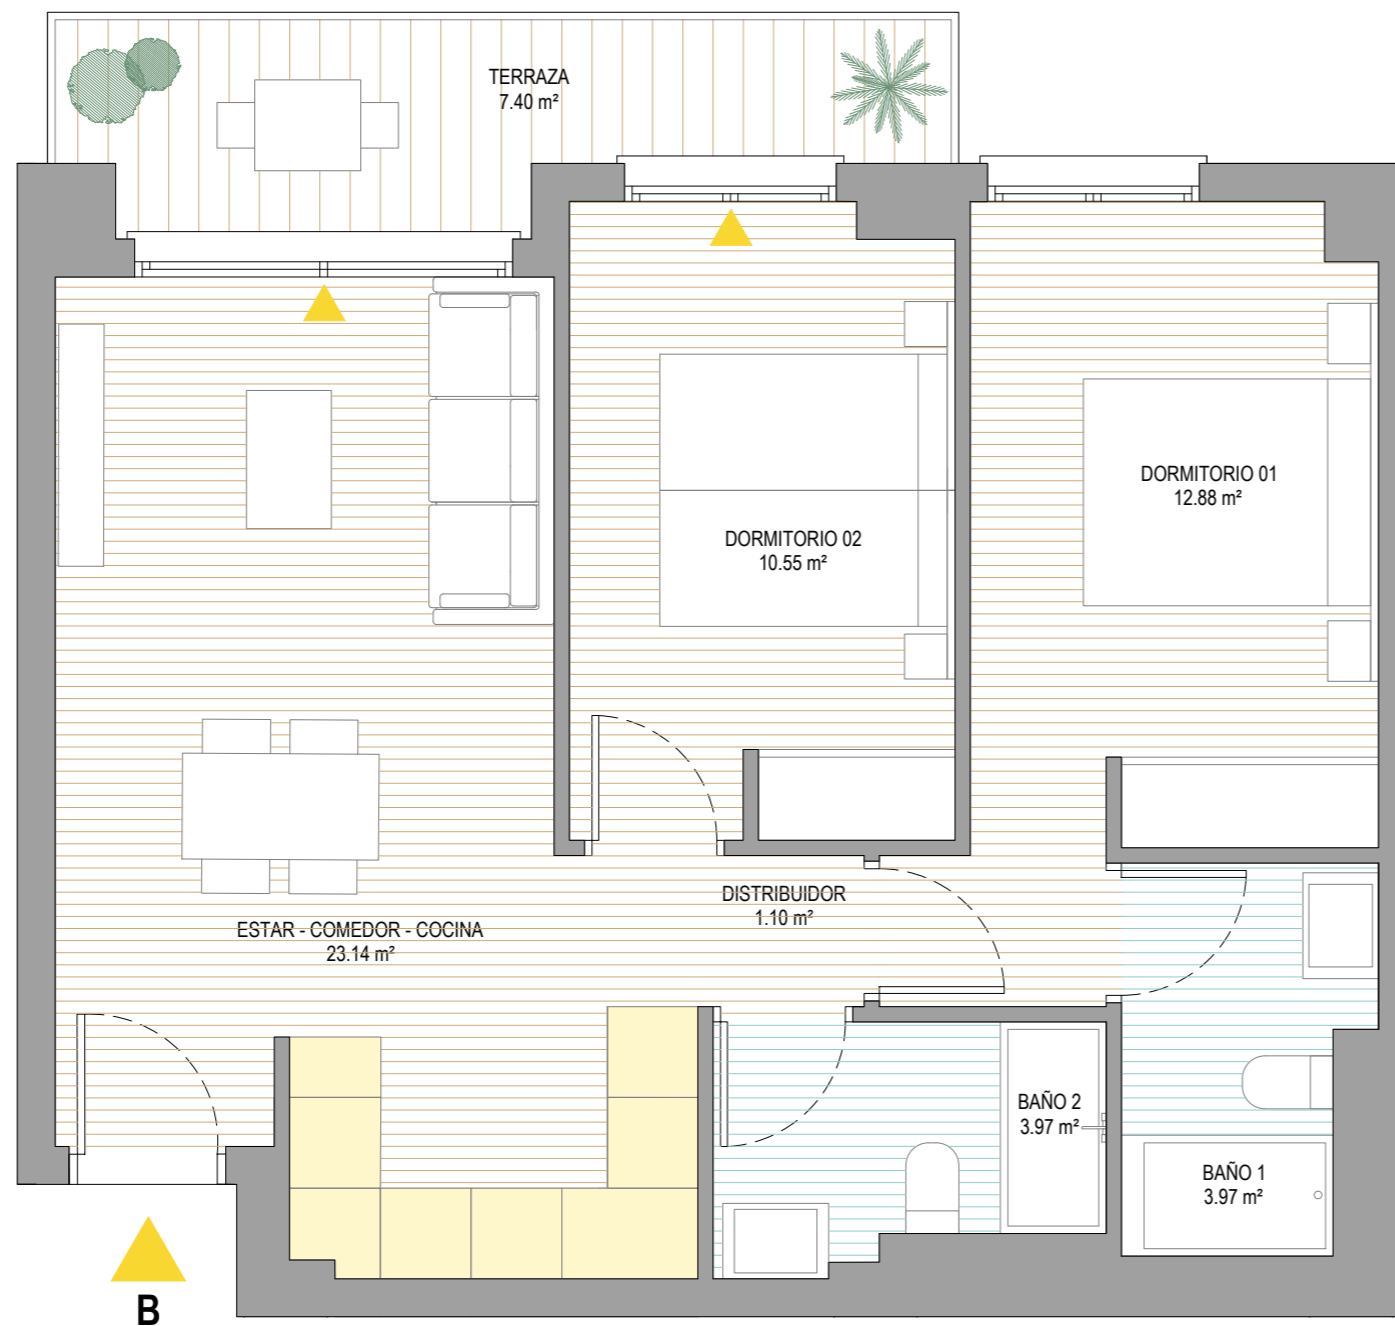 TERRAZA
7.40 m²
DORMITORIO 01
12.88 m²
DORMITORIO 02
10.55 m²
DISTRIBUIDOR
1.10 m²
ESTAR - COMEDOR - COCINA
23.14 m²
BAÑO 2
3.97 m²
BAÑO 1
3.97 m²
B